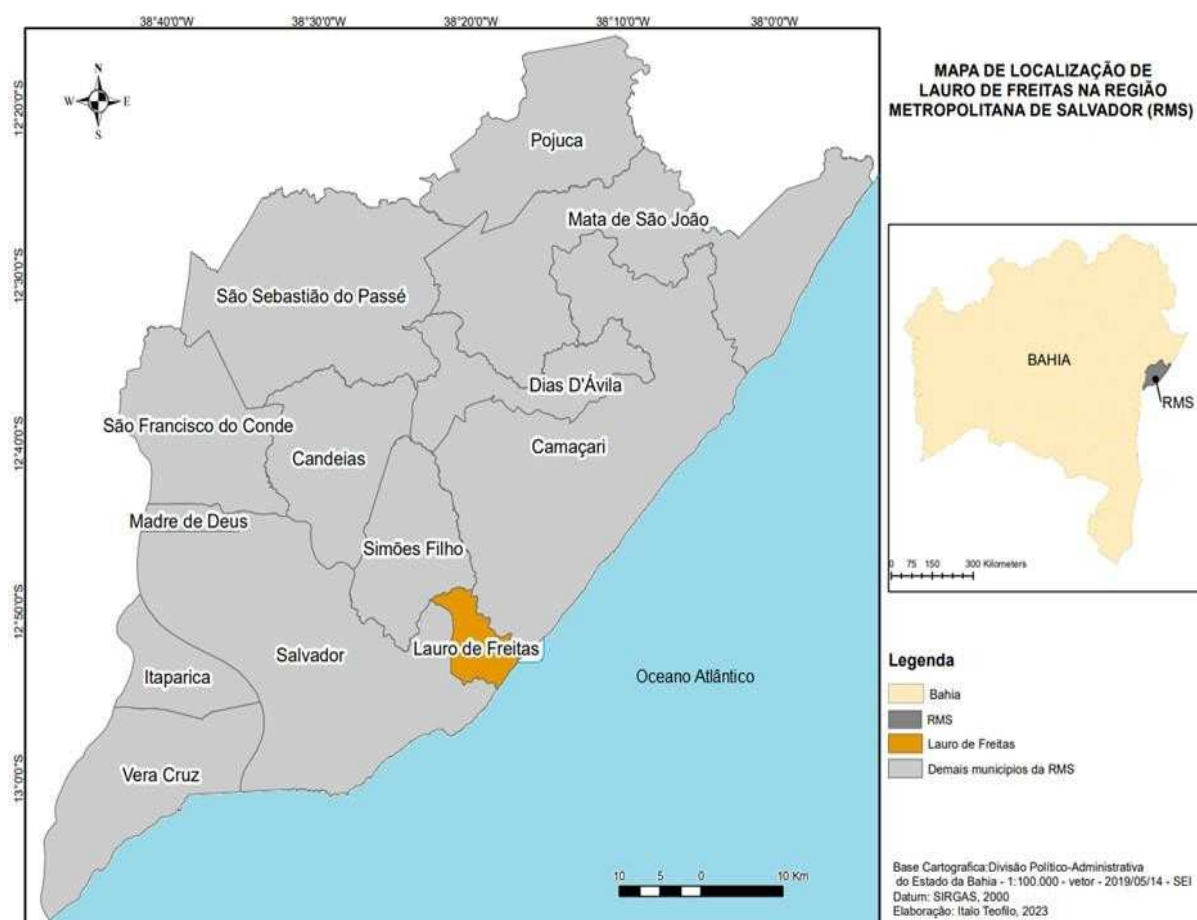 38°40'0"W
38°30'0"W
38°20'0"W
38°10'0"W
38°0'0"W
12°20'0"S
12°30'0"S
12°40'0"S
12°50'0"S
13°0'0"S
N
W
E
S
Pojuca
Mata de São João
São Sebastião do Passé
Dias D'Ávila
São Francisco do Conde
Camaçari
Candeias
Madre de Deus
Simões Filho
Lauro de Freitas
Salvador
Itaparica
Oceano Atlântico
Vera Cruz
10 5 0 10 Km
MAPA DE LOCALIZAÇÃO DE
LAURO DE FREITAS NA REGIÃO
METROPOLITANA DE SALVADOR (RMS)
BAHIA
RMS
0 75 150 300 Kilometers
Legenda
Bahia
RMS
Lauro de Freitas
Demais municipios da RMS
Base Cartografica:Divisão Político-Administrativa
do Estado da Bahia - 1:100.000 - vetor - 2019/05/14 - SEI
Datum: SIRGAS, 2000
Elaboração: Italo Teofilo, 2023